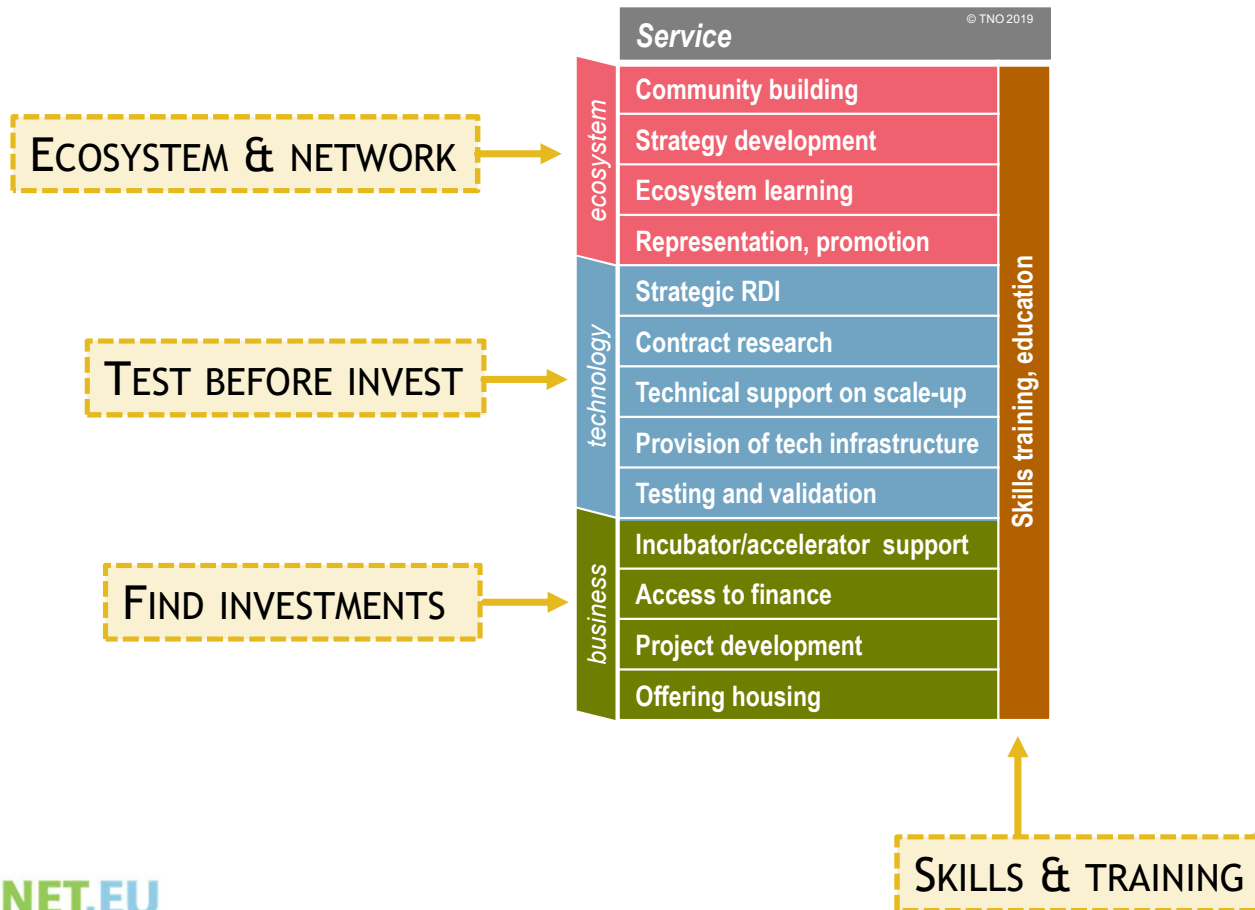 © TNO 2019
Service
ECOSYSTEM & NETWORK
ecosystem
Community building
Strategy development
Ecosystem learning
Representation, promotion
TEST BEFORE INVEST
technology
Strategic RDI
Contract research
Technical support on scale-up
Provision of tech infrastructure
Testing and validation
FIND INVESTMENTS
business
Incubator/accelerator support
Access to finance
Project development
Offering housing
Skills training, education
SKILLS & TRAINING
NET.EU